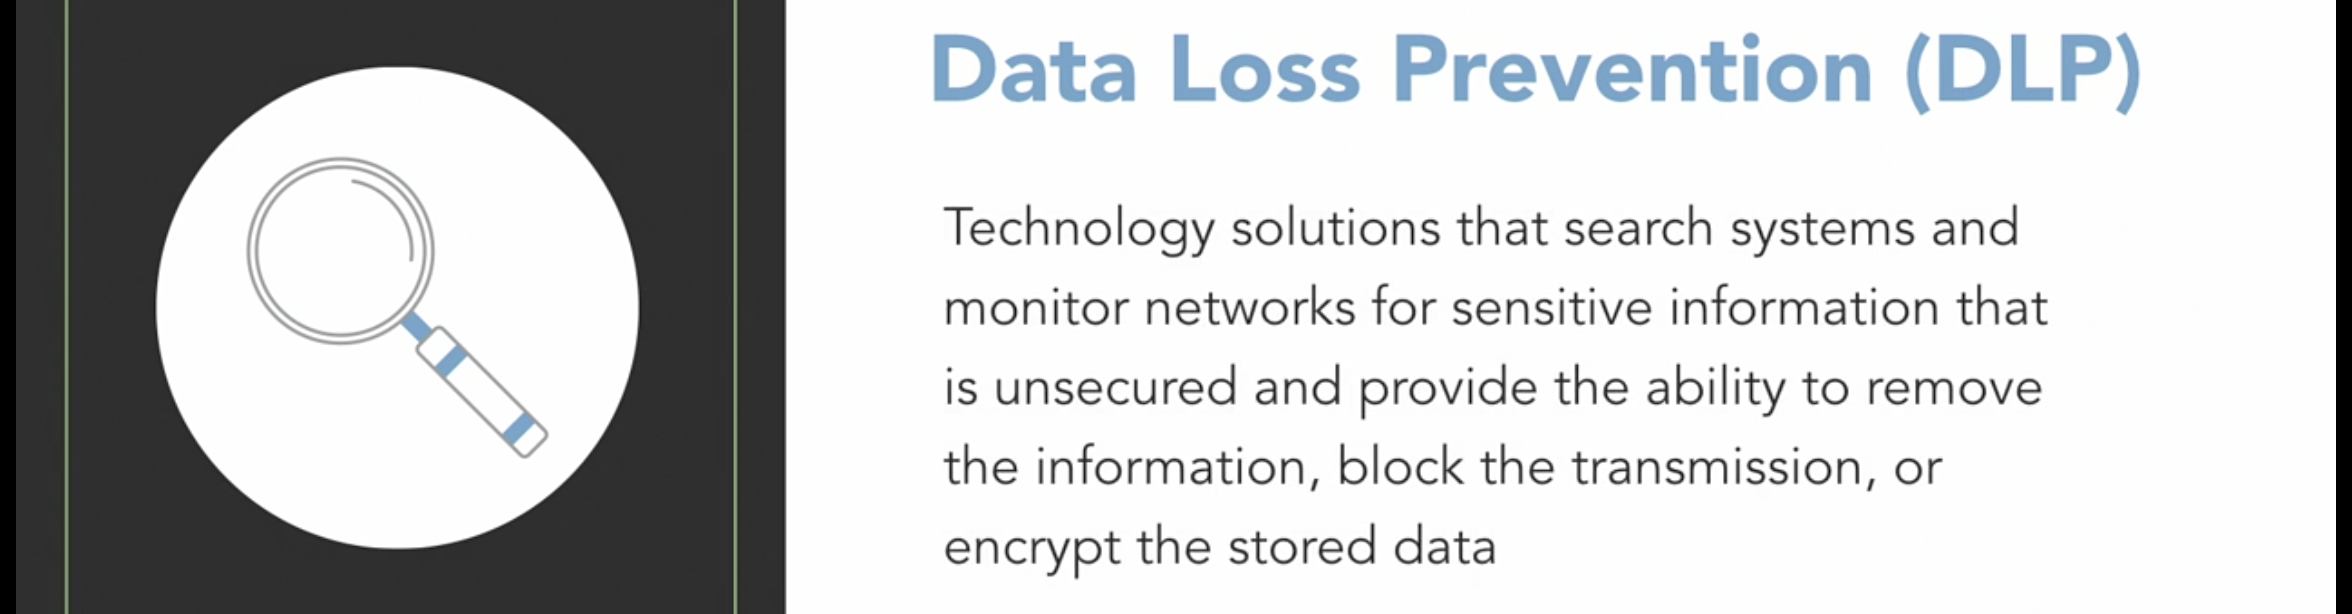 Data Loss Prevention (DLP)
Technology solutions that search systems and
monitor networks for sensitive information that
is unsecured and provide the ability to remove
the information, block the transmission, or
encrypt the stored data